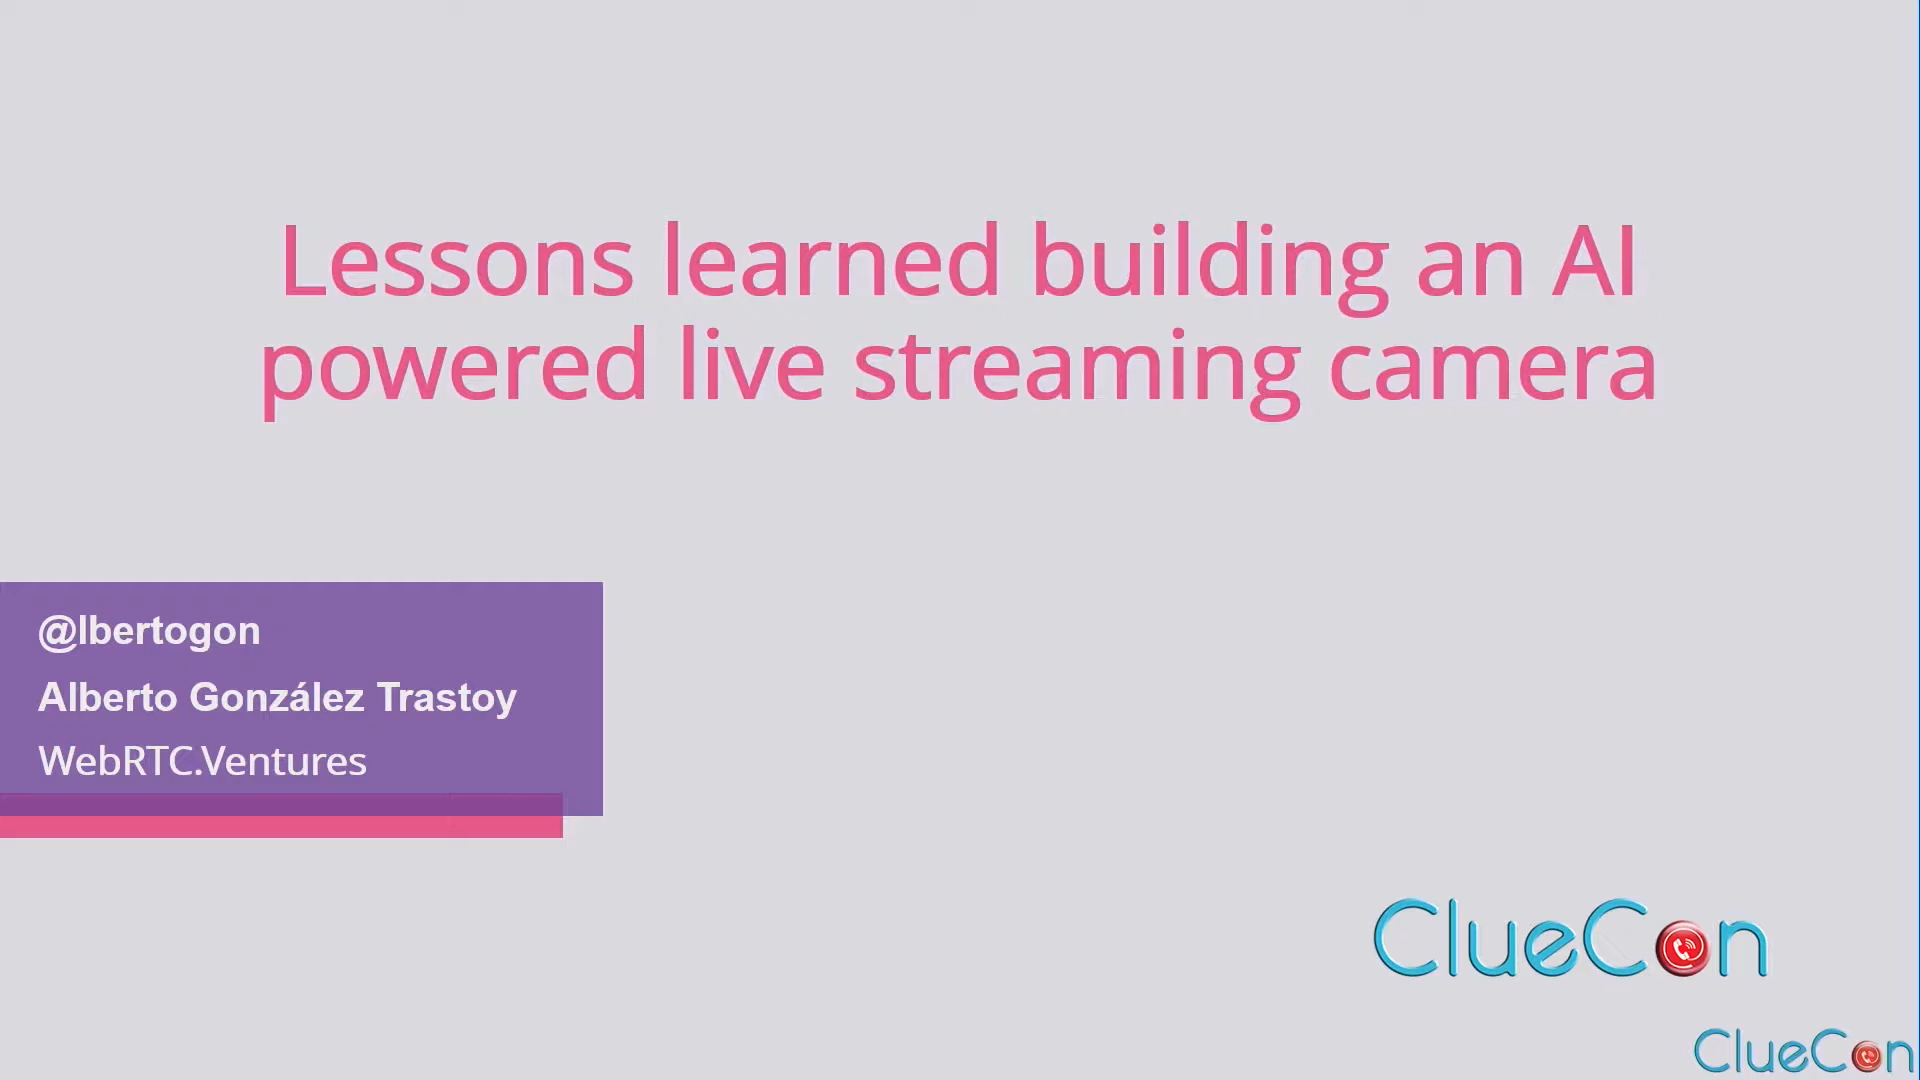 Lessons learned building an AI
powered live streaming camera
@lbertogon
Alberto González Trastoy
WebRTC.Ventures
ClueCon
ClueCon